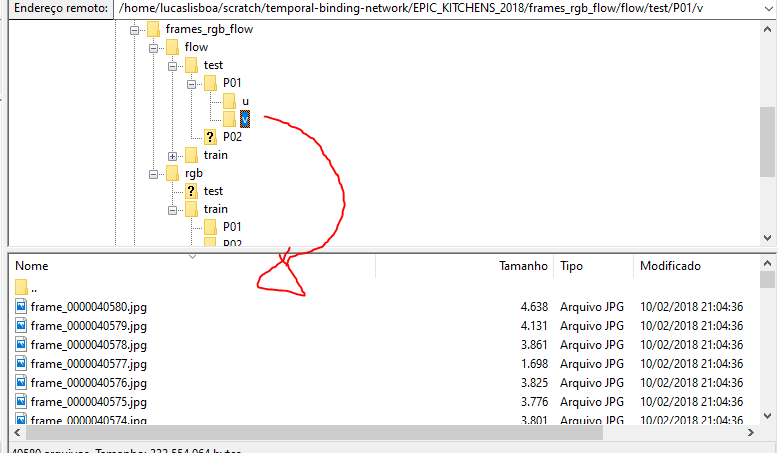 Endereço remoto: /home/lucaslisboa/scratch/temporal-binding-network/EPIC_KITCHENS_2018/frames_rgb_flow/flow/test/P01/v
frames_rgb_flow
flow
test
P01
u
v
? P02
train
rgb
? test
train
P01
P02
Nome Tamanho Tipo Modificado
..
frame_0000040580.jpg 4.638 Arquivo JPG 10/02/2018 21:04:36
frame_0000040579.jpg 4.131 Arquivo JPG 10/02/2018 21:04:36
frame_0000040578.jpg 3.861 Arquivo JPG 10/02/2018 21:04:36
frame_0000040577.jpg 1.698 Arquivo JPG 10/02/2018 21:04:36
frame_0000040576.jpg 3.825 Arquivo JPG 10/02/2018 21:04:36
frame_0000040575.jpg 3.776 Arquivo JPG 10/02/2018 21:04:36
frame_0000040574.jpg 3.801 Arquivo JPG 10/02/2018 21:04:36